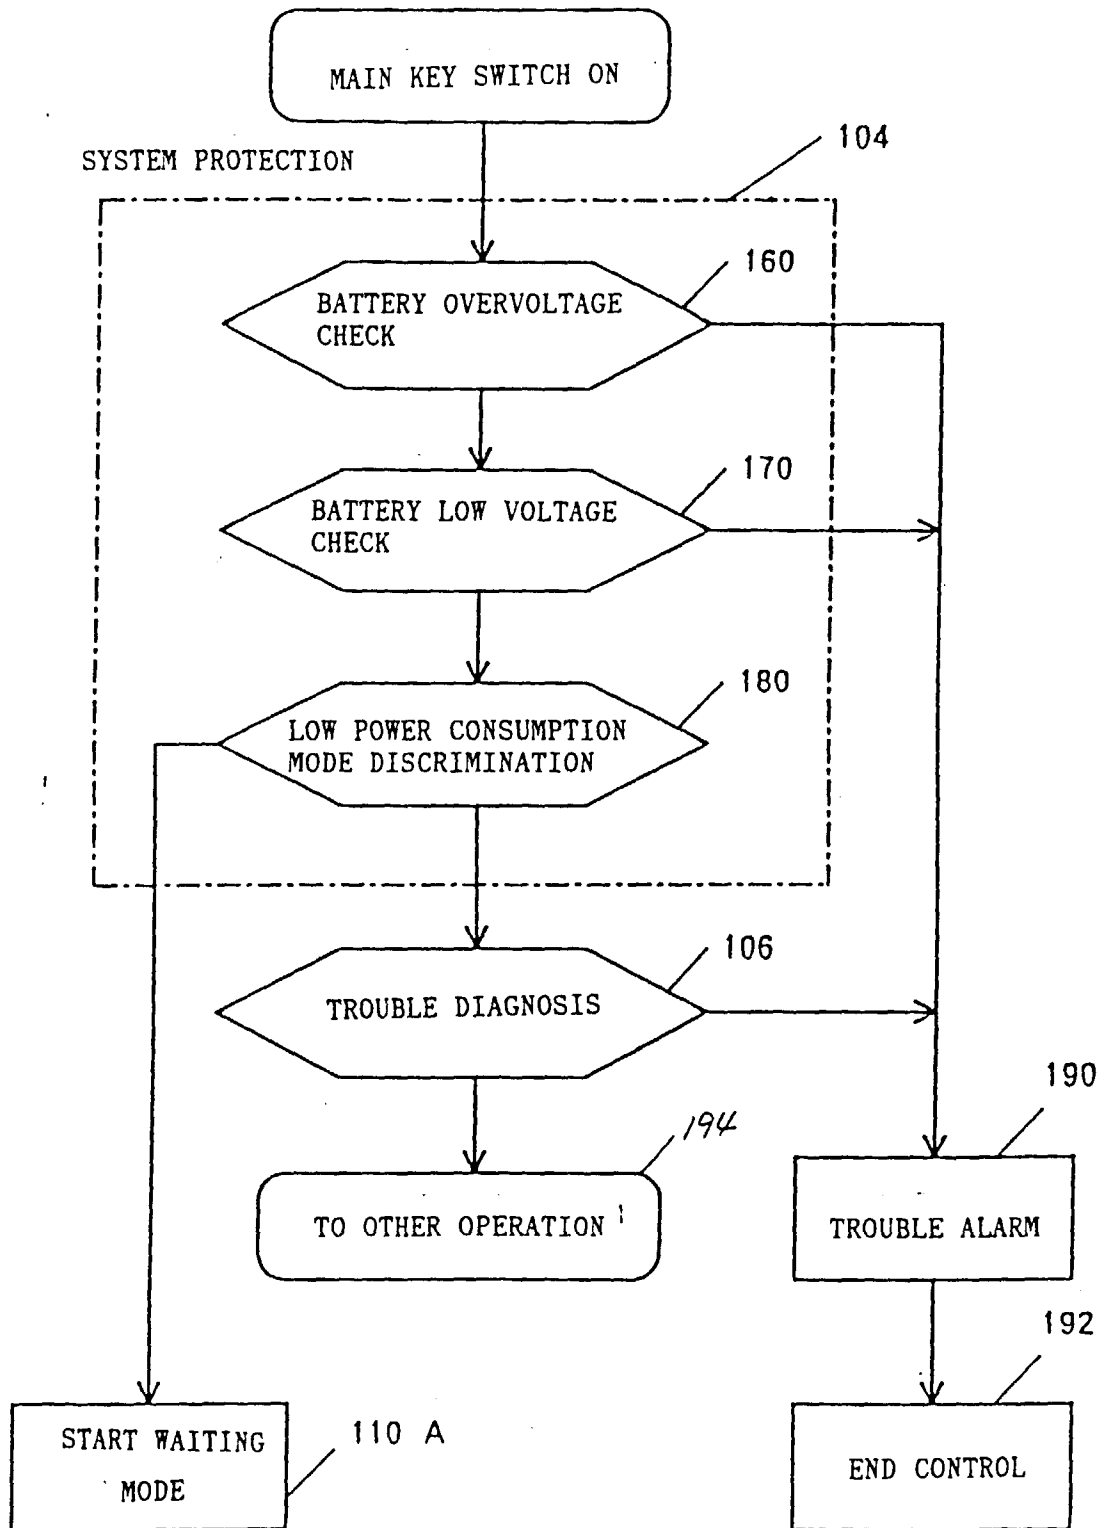 MAIN KEY SWITCH ON
SYSTEM PROTECTION
104
BATTERY OVERVOLTAGE
CHECK
160
BATTERY LOW VOLTAGE
CHECK
170
LOW POWER CONSUMPTION
MODE DISCRIMINATION
180
TROUBLE DIAGNOSIS
106
TO OTHER OPERATION
194
190
TROUBLE ALARM
START WAITING
MODE
110 A
192
END CONTROL